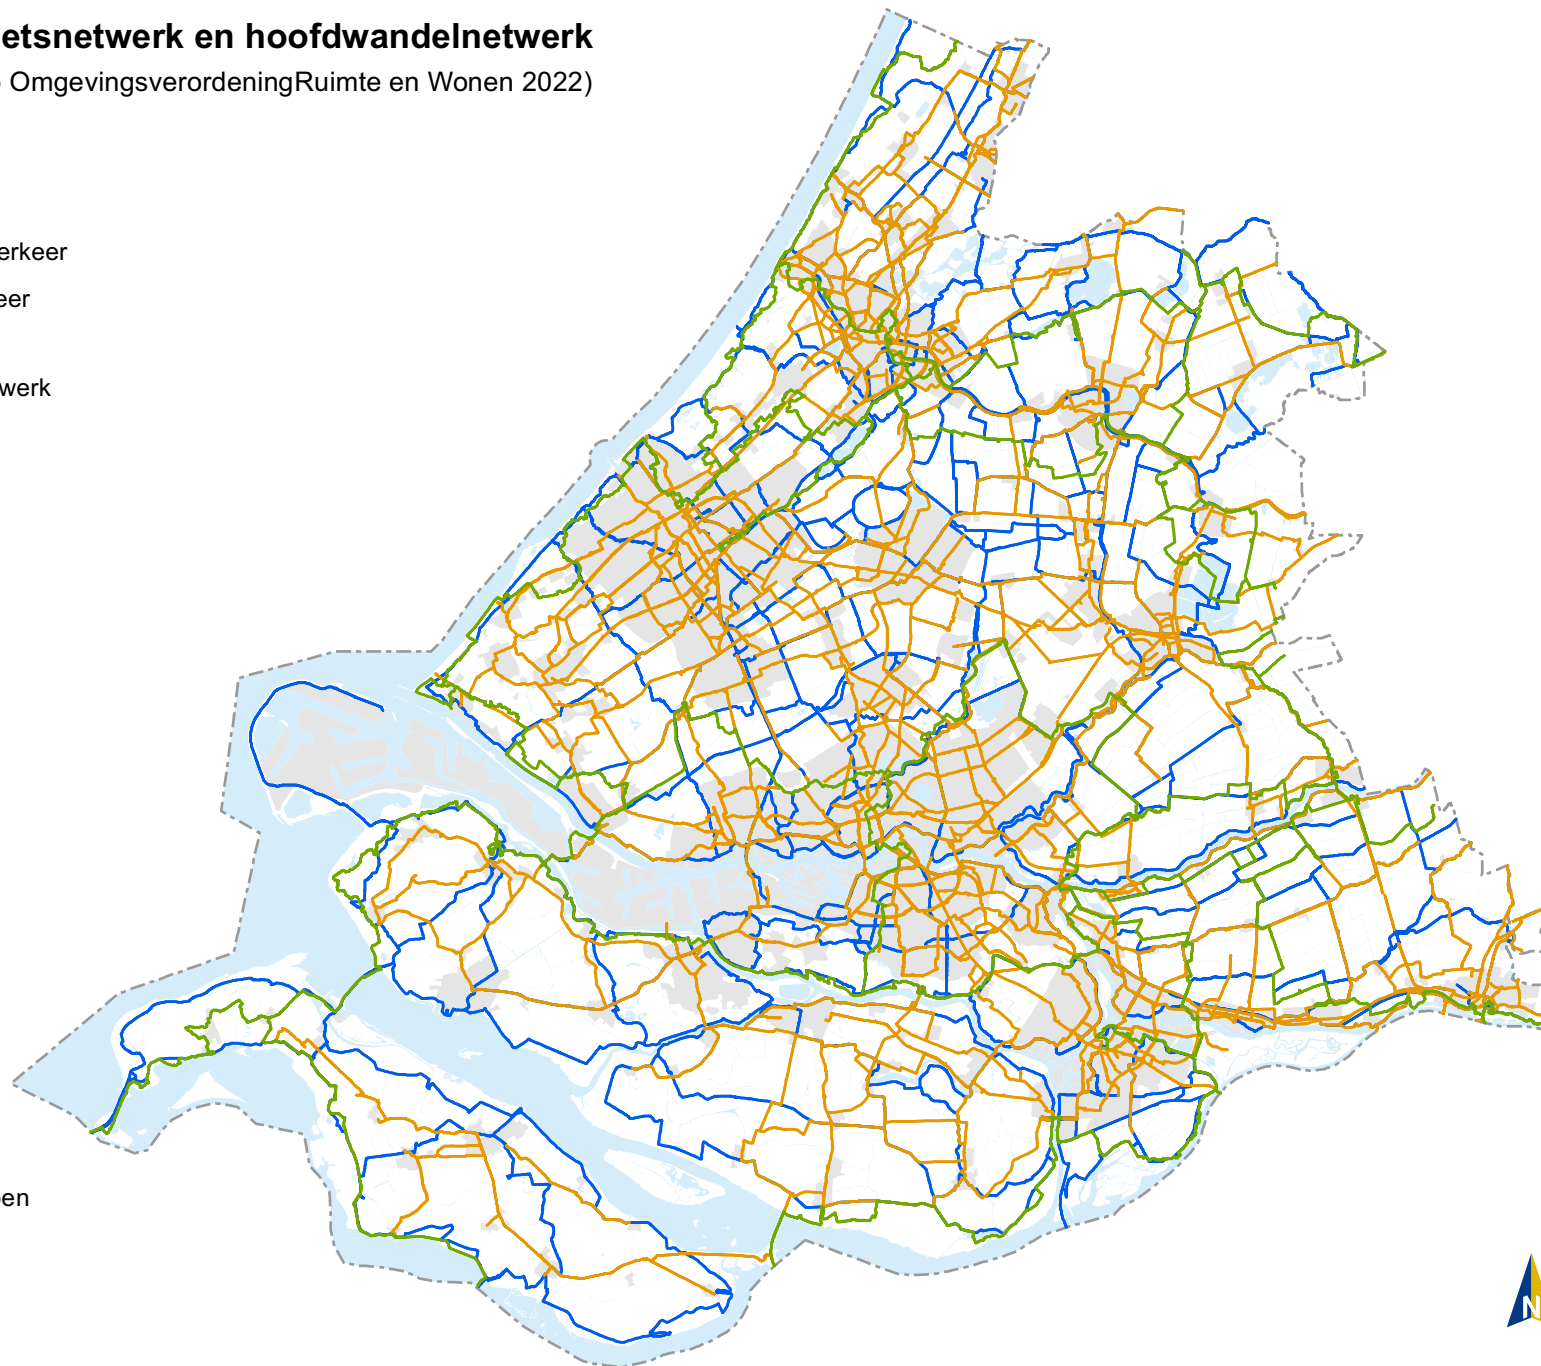 etsnetwerk en hoofdwandelnetwerk
OmgevingsverordeningRuimte en Wonen 2022)
erkeer
eer
werk
en
N